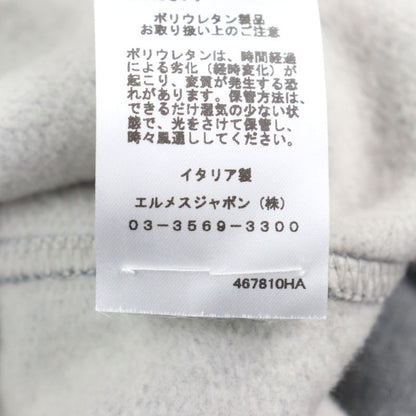 ポリウレタン製品
お取り扱い上のご注意
ポリウレタンは、時間経過
による劣化（経時変化）が
起こり、変質が発生する恐
れがあります。保管方法は、
できるだけ湿気の少ない状
態で、光をさけて保管し、
時々風通ししてください。
イタリア製
エルメスジャポン（株）
03-3569-3300
467810HA